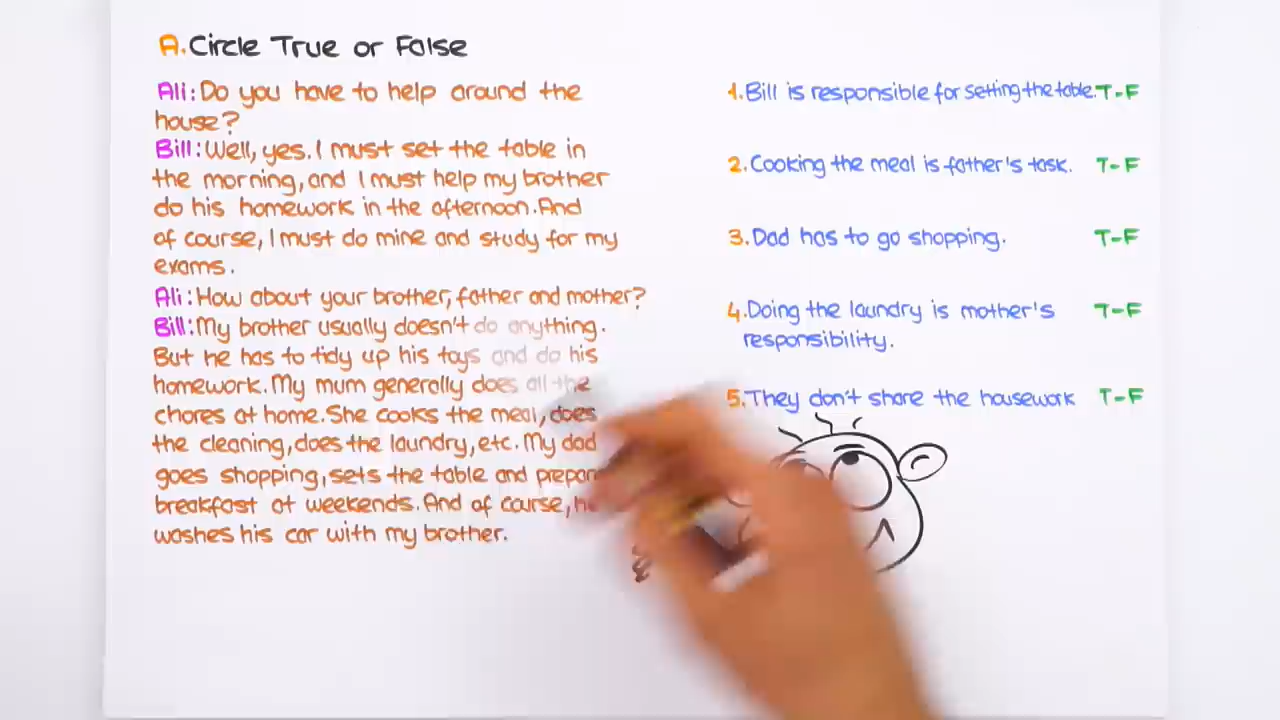 A. Circle True or False
Ali: Do you have to help around the
house?
Bill: Well, yes. I must set the table in
the morning, and I must help my brother
do his homework in the afternoon. And
of course, I must do mine and study for my
exams.
Ali: How about your brother, father and mother?
Bill: My brother usually doesn't do anything.
But he has to tidy up his toys and do his
homework. My mum generally does all the
chores at home. She cooks the meal, does
the cleaning, does the laundry, etc. My dad
goes shopping, sets the table and
breakfast at weekends. And of course,
washes his car with my brother.
1. Bill is responsible for setting the table. T-F
2. Cooking the meal is father's task. T-F
3. Dad has to go shopping. T-F
4. Doing the laundry is mother's T-F
responsibility.
5. They don't share the housework T-F